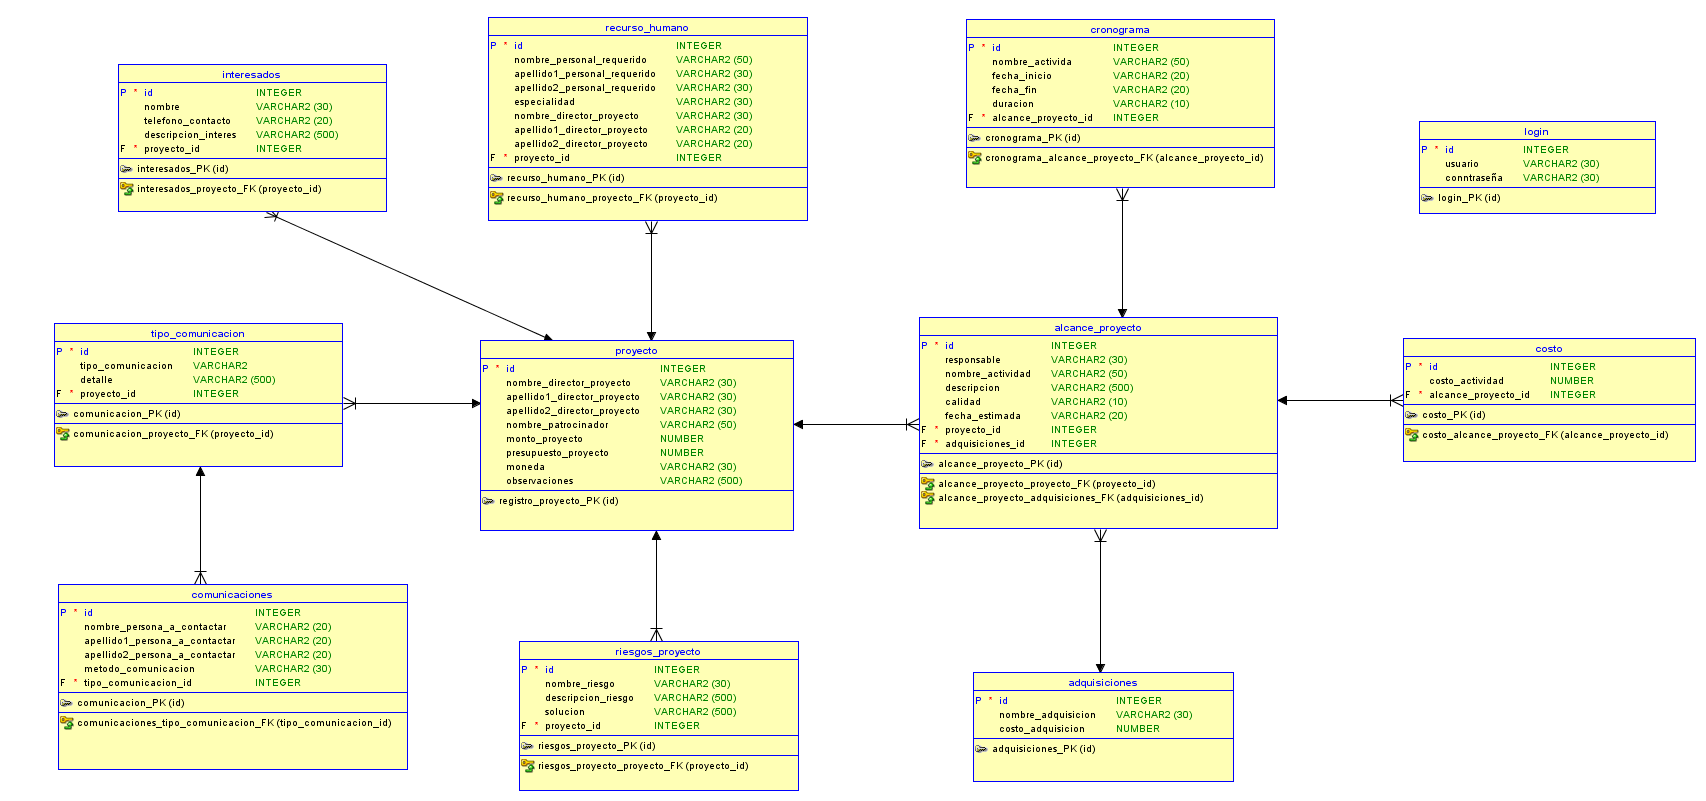 interesados
P * id INTEGER
nombre VARCHAR2 (30)
telefono_contacto VARCHAR2 (20)
descripcion_interes VARCHAR2 (500)
F * proyecto_id INTEGER
interesados_PK (id)
interesados_proyecto_FK (proyecto_id)
recurso_humano
P * id INTEGER
nombre_personal_requerido VARCHAR2 (50)
apellido1_personal_requerido VARCHAR2 (30)
apellido2_personal_requerido VARCHAR2 (30)
especialidad VARCHAR2 (30)
nombre_director_proyecto VARCHAR2 (30)
apellido1_director_proyecto VARCHAR2 (20)
apellido2_director_proyecto VARCHAR2 (20)
F * proyecto_id INTEGER
recurso_humano_PK (id)
recurso_humano_proyecto_FK (proyecto_id)
cronograma
P * id INTEGER
nombre_activida VARCHAR2 (50)
fecha_inicio VARCHAR2 (20)
fecha_fin VARCHAR2 (20)
duracion VARCHAR2 (10)
F * alcance_proyecto_id INTEGER
cronograma_PK (id)
cronograma_alcance_proyecto_FK (alcance_proyecto_id)
login
P * id INTEGER
usuario VARCHAR2 (30)
conntraseña VARCHAR2 (30)
login_PK (id)
tipo_comunicacion
P * id INTEGER
tipo_comunicacion VARCHAR2
detalle VARCHAR2 (500)
F * proyecto_id INTEGER
comunicacion_PK (id)
comunicacion_proyecto_FK (proyecto_id)
proyecto
P * id INTEGER
nombre_director_proyecto VARCHAR2 (30)
apellido1_director_proyecto VARCHAR2 (30)
apellido2_director_proyecto VARCHAR2 (30)
nombre_patrocinador VARCHAR2 (50)
monto_proyecto NUMBER
presupuesto_proyecto NUMBER
moneda VARCHAR2 (30)
observaciones VARCHAR2 (500)
registro_proyecto_PK (id)
alcance_proyecto
P * id INTEGER
responsable VARCHAR2 (30)
nombre_actividad VARCHAR2 (50)
descripcion VARCHAR2 (500)
calidad VARCHAR2 (10)
fecha_estimada VARCHAR2 (20)
F * proyecto_id INTEGER
F * adquisiciones_id INTEGER
alcance_proyecto_PK (id)
alcance_proyecto_proyecto_FK (proyecto_id)
alcance_proyecto_adquisiciones_FK (adquisiciones_id)
costo
P * id INTEGER
costo_actividad NUMBER
F * alcance_proyecto_id INTEGER
costo_PK (id)
costo_alcance_proyecto_FK (alcance_proyecto_id)
comunicaciones
P * id INTEGER
nombre_persona_a_contactar VARCHAR2 (20)
apellido1_persona_a_contactar VARCHAR2 (20)
apellido2_persona_a_contactar VARCHAR2 (20)
metodo_comunicacion VARCHAR2 (30)
F * tipo_comunicacion_id INTEGER
comunicacion_PK (id)
comunicaciones_tipo_comunicacion_FK (tipo_comunicacion_id)
riesgos_proyecto
P * id INTEGER
nombre_riesgo VARCHAR2 (30)
descripcion_riesgo VARCHAR2 (500)
solucion VARCHAR2 (500)
F * proyecto_id INTEGER
riesgos_proyecto_PK (id)
riesgos_proyecto_proyecto_FK (proyecto_id)
adquisiciones
P * id INTEGER
nombre_adquisicion VARCHAR2 (30)
costo_adquisicion NUMBER
adquisiciones_PK (id)